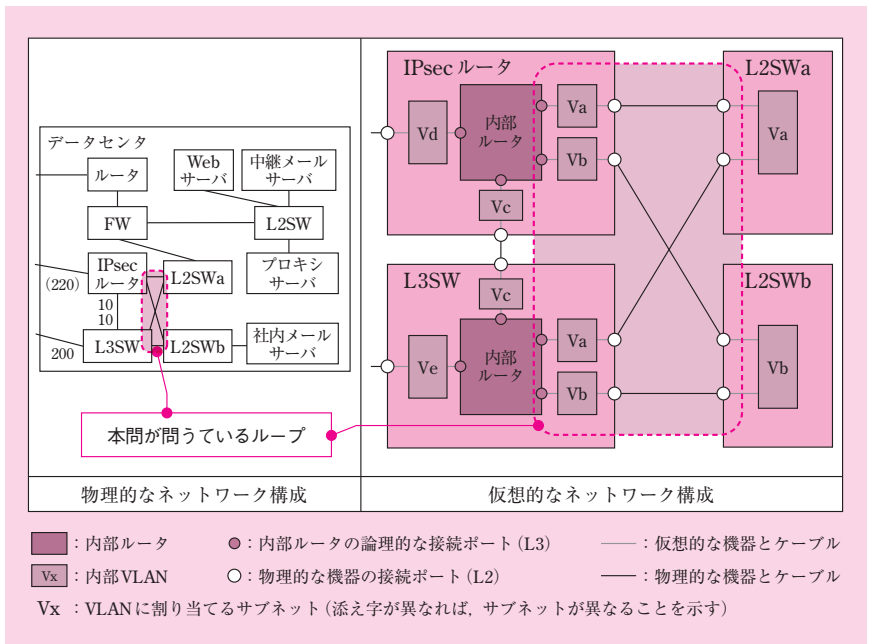 データセンタ
ルータ
Web
サーバ
中継メール
サーバ
FW
L2SW
IPsec
ルータ
L2SWa
プロキシ
サーバ
(220)
10
10
200
L3SW
L2SWb
社内メール
サーバ
本問が問うているループ
物理的なネットワーク構成
IPsec ルータ
Vd
内部
ルータ
Va
Vb
Vc
L2SWa
Va
L3SW
Vc
Ve
内部
ルータ
Va
Vb
L2SWb
Vb
仮想的なネットワーク構成
:内部ルータ
:内部ルータの論理的な接続ポート(L3)
:仮想的な機器とケーブル
Vx :内部VLAN
:物理的な機器の接続ポート(L2)
:物理的な機器とケーブル
Vx :VLANに割り当てるサブネット(添え字が異なれば,サブネットが異なることを示す)